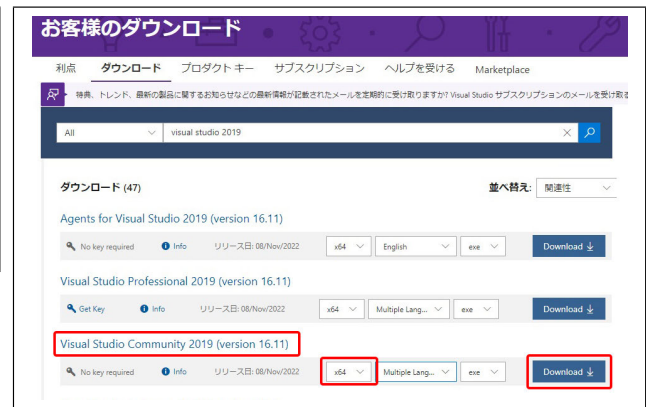 お客様のダウンロード
利点 ダウンロード プロダクト キー サブスクリプション ヘルプを受ける Marketplace
特典、トレンド、最新の製品に関するお知らせなどの最新情報が記載されたメールを定期的に受け取りますか? Visual Studio サブスクリプションのメールを受け取る
All visual studio 2019
ダウンロード (47) 並べ替え: 関連性
Agents for Visual Studio 2019 (version 16.11)
No key required Info リリース日: 08/Nov/2022 x64 English exe Download
Visual Studio Professional 2019 (version 16.11)
Get Key Info リリース日: 08/Nov/2022 x64 Multiple Lang... exe Download
Visual Studio Community 2019 (version 16.11)
No key required Info リリース日: 08/Nov/2022 x64 Multiple Lang... exe Download